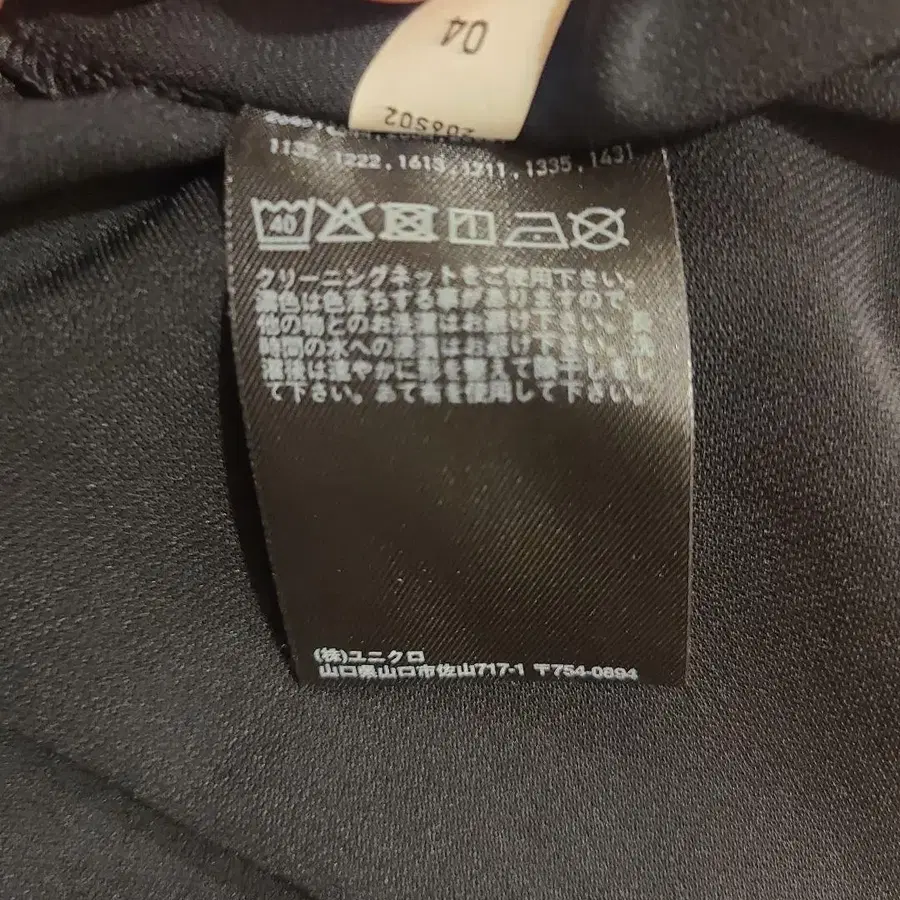 04
206S02
1132,1222,1613,1211,1335,1431
40
クリーニングネットをご使用下さい。
濃色は色落ちする事がありますので、
他の物とのお洗濯はお避け下さい。長
時間の水への浸漬はお避け下さい。洗
濯後は速やかに形を整えて陰干しをし
て下さい。あて布を使用して下さい。
(株)ユニクロ
山口県山口市佐山717-1 〒754-0894